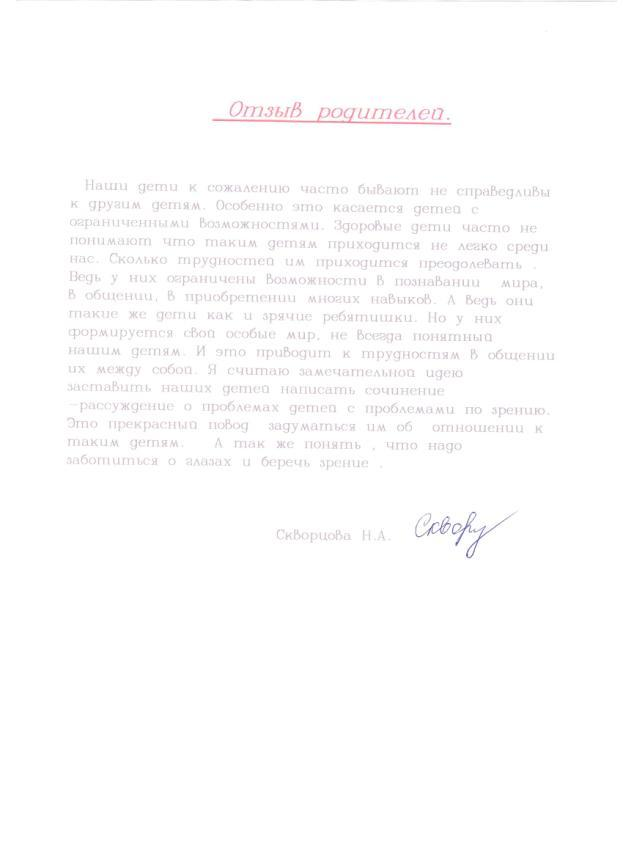 Отзыв родителей.
Наши дети к сожалению часто бывают не справедливы
к другим детям. Особенно это касается детей с
ограниченными возможностями. Здоровые дети часто не
понимают что таким детям приходится не легко среди
нас. Сколько трудностей им приходится преодолевать .
Ведь у них ограничены возможности в познавании мира,
в общении, в приобретении многих навыков. А ведь они
такие же дети как и зрячие ребятишки. Но у них
формируется свой особые мир, не всегда понятный
нашим детям. И это приводит к трудностям в общении
их между собой. Я считаю замечательной идею
заставить наших детей написать сочинение
-рассуждение о проблемах детей с проблемами по зрению.
Это прекрасный повод задуматься им об отношении к
таким детям. А так же понять , что надо
заботиться о глазах и беречь зрение .
Скворцова Н.А. Сквору